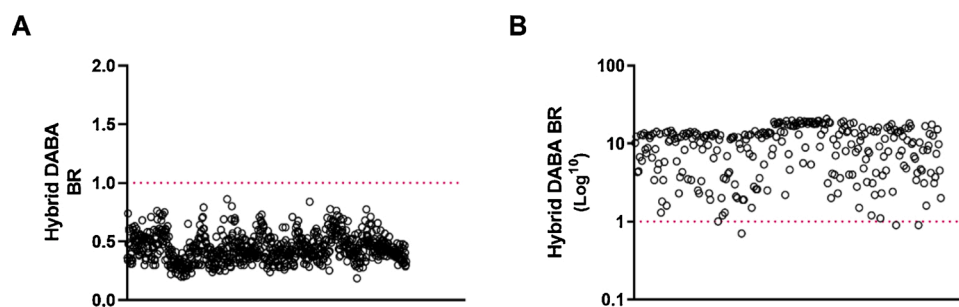 A
Hybrid DABA
BR
2.0
1.5
1.0
0.5
0.0
B
Hybrid DABA BR
(Log¹⁰)
100
10
1
0.1